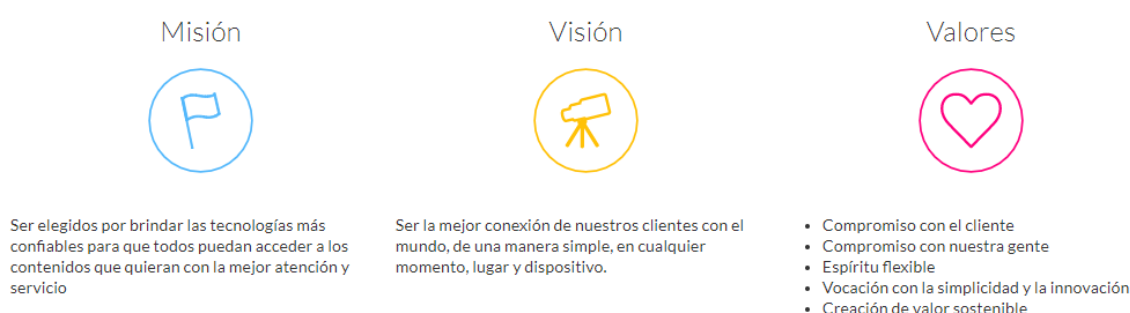 Misión
Ser elegidos por brindar las tecnologías más
confiables para que todos puedan acceder a los
contenidos que quieran con la mejor atención y
servicio
Visión
Ser la mejor conexión de nuestros clientes con el
mundo, de una manera simple, en cualquier
momento, lugar y dispositivo.
Valores
• Compromiso con el cliente
• Compromiso con nuestra gente
• Espíritu flexible
• Vocación con la simplicidad y la innovación
• Creación de valor sostenible